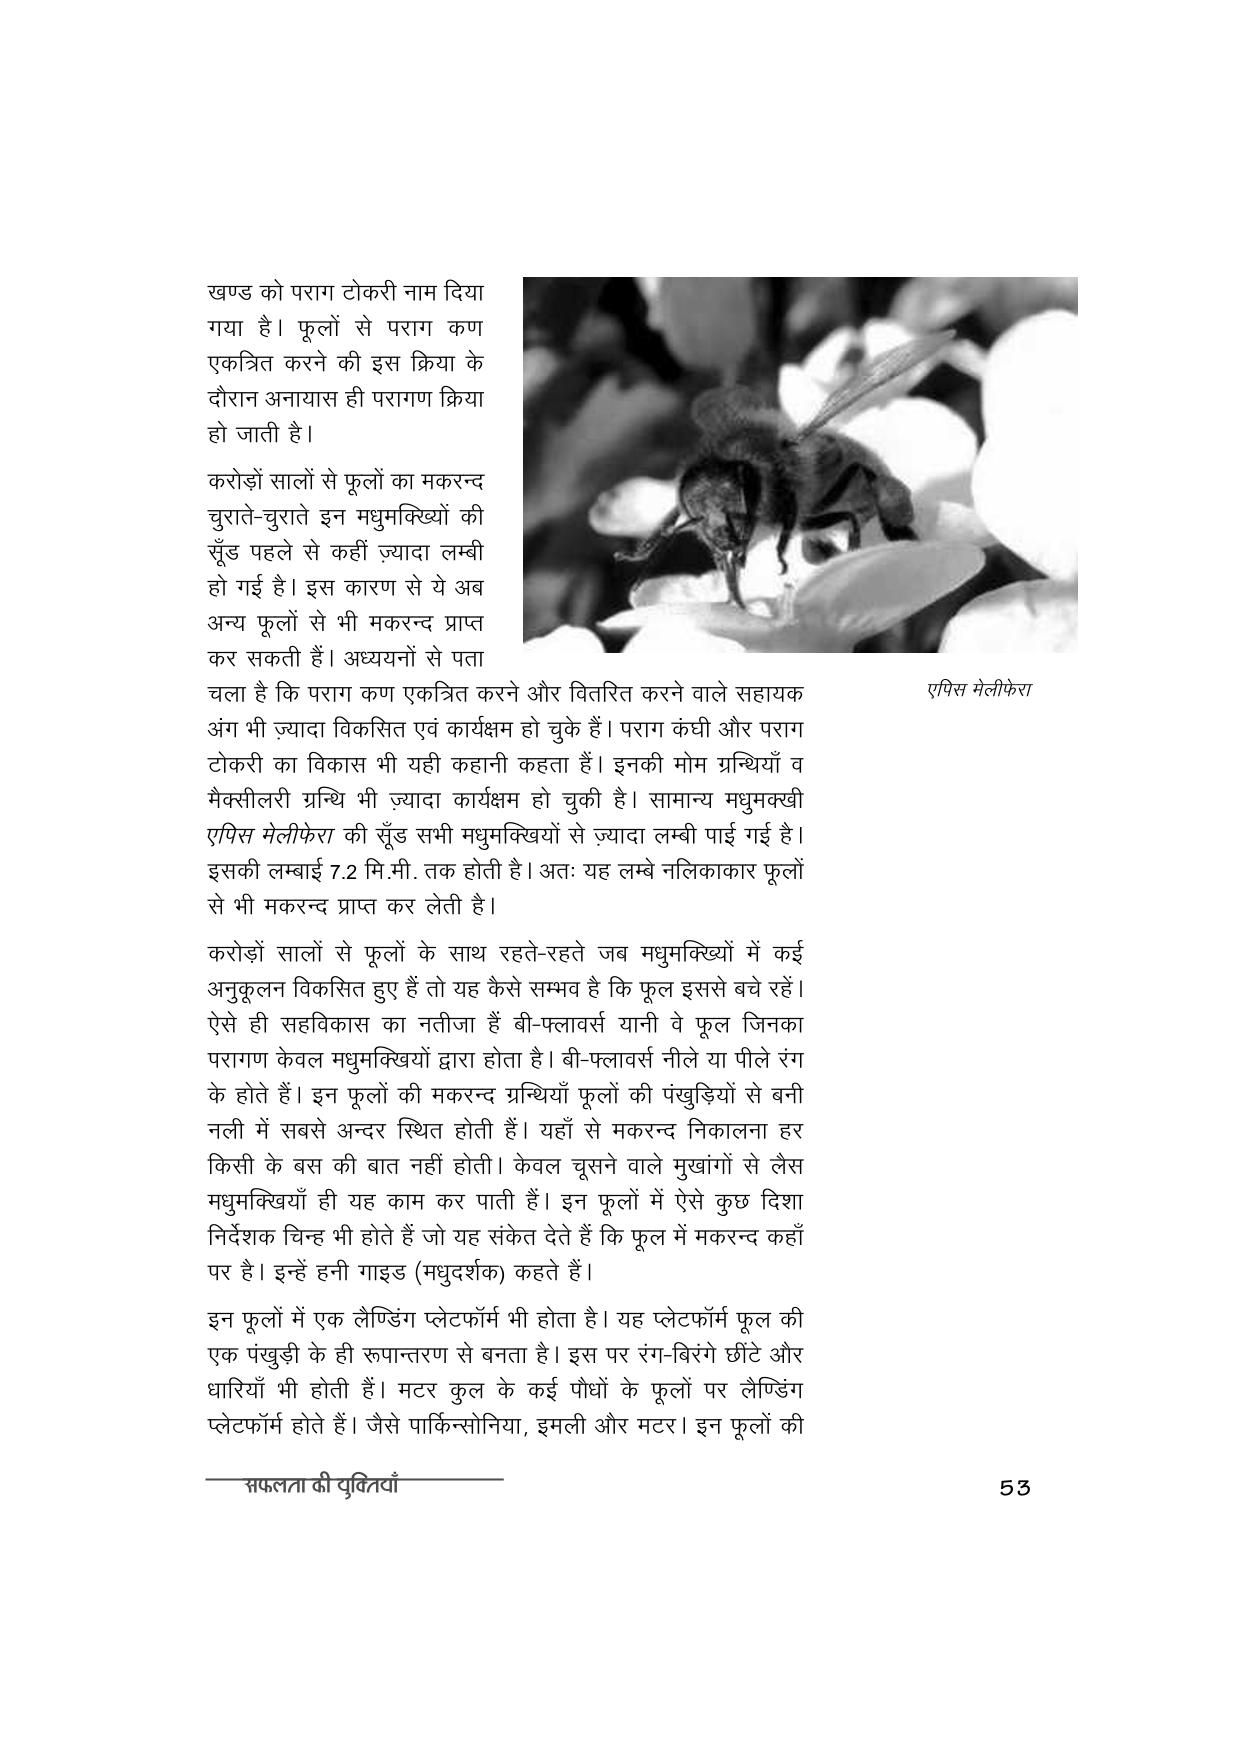 खण्ड को पराग टोकरी नाम दिया
गया है। फूलों से पराग कण
एकत्रित करने की इस क्रिया के
दौरान अनायास ही परागण क्रिया
हो जाती है।
करोड़ों सालों से फूलों का मकरन्द
चुराते-चुराते इन मधुमक्ख्यिों की
सूँड पहले से कहीं ज़्यादा लम्बी
हो गई है। इस कारण से ये अब
अन्य फूलों से भी मकरन्द प्राप्त
कर सकती हैं। अध्ययनों से पता
चला है कि पराग कण एकत्रित करने और वितरित करने वाले सहायक
अंग भी ज़्यादा विकसित एवं कार्यक्षम हो चुके हैं। पराग कंघी और पराग
टोकरी का विकास भी यही कहानी कहता हैं। इनकी मोम ग्रन्थियाँ व
मैक्सीलरी ग्रन्थि भी ज़्यादा कार्यक्षम हो चुकी है। सामान्य मधुमक्खी
एपिस मेलीफेरा की सूँड सभी मधुमक्खियों से ज़्यादा लम्बी पाई गई है।
इसकी लम्बाई 7.2 मि.मी. तक होती है। अतः यह लम्बे नलिकाकार फूलों
से भी मकरन्द प्राप्त कर लेती है।
एपिस मेलीफेरा
करोड़ों सालों से फूलों के साथ रहते-रहते जब मधुमक्ख्यिों में कई
अनुकूलन विकसित हुए हैं तो यह कैसे सम्भव है कि फूल इससे बचे रहें।
ऐसे ही सहविकास का नतीजा हैं बी-फ्लावर्स यानी वे फूल जिनका
परागण केवल मधुमक्खियों द्वारा होता है। बी-फ्लावर्स नीले या पीले रंग
के होते हैं। इन फूलों की मकरन्द ग्रन्थियाँ फूलों की पंखुड़ियों से बनी
नली में सबसे अन्दर स्थित होती हैं। यहाँ से मकरन्द निकालना हर
किसी के बस की बात नहीं होती। केवल चूसने वाले मुखांगों से लैस
मधुमक्खियाँ ही यह काम कर पाती हैं। इन फूलों में ऐसे कुछ दिशा
निर्देशक चिन्ह भी होते हैं जो यह संकेत देते हैं कि फूल में मकरन्द कहाँ
पर है। इन्हें हनी गाइड (मधुदर्शक) कहते हैं।
इन फूलों में एक लैण्डिंग प्लेटफॉर्म भी होता है। यह प्लेटफॉर्म फूल की
एक पंखुड़ी के ही रूपान्तरण से बनता है। इस पर रंग-बिरंगे छींटे और
धारियाँ भी होती हैं। मटर कुल के कई पौधों के फूलों पर लैण्डिंग
प्लेटफॉर्म होते हैं। जैसे पार्किन्सोनिया, इमली और मटर। इन फूलों की
सफलता की युक्तियाँ
53